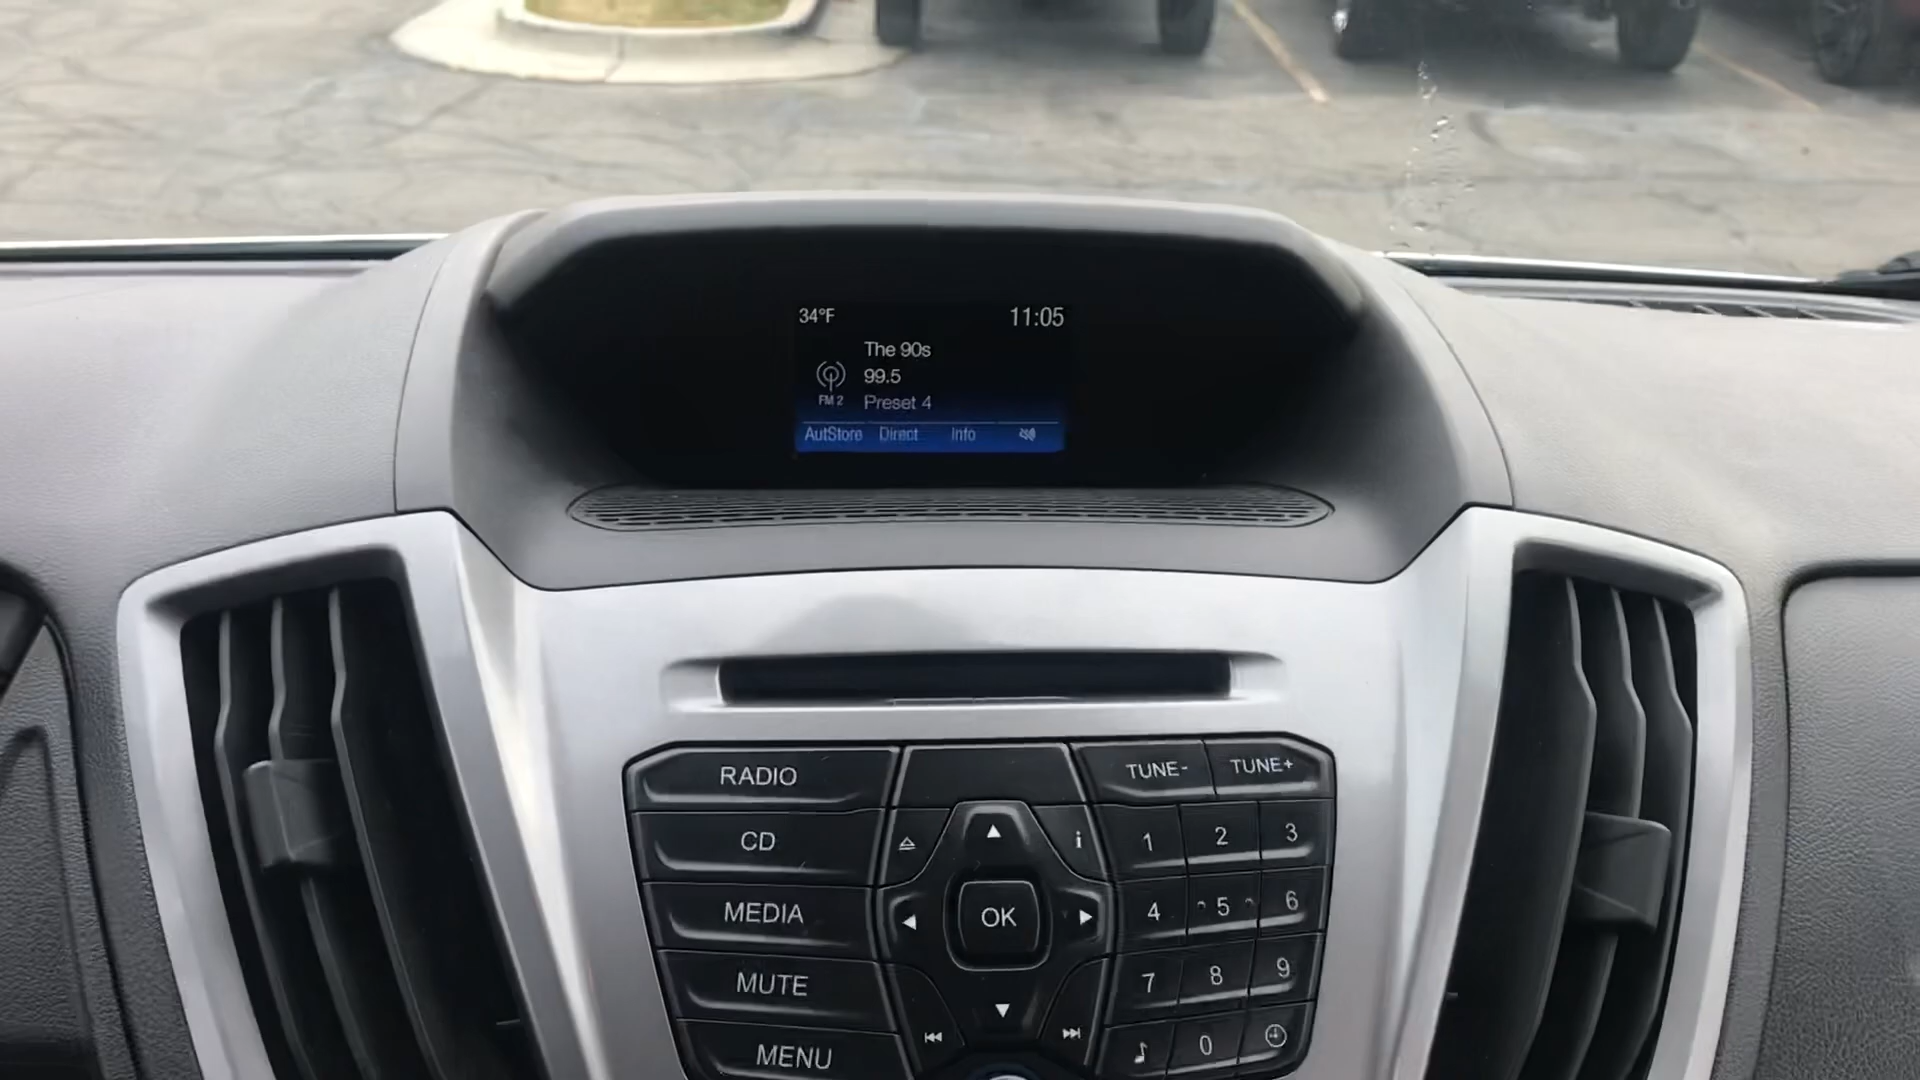 34°F 11:05
The 90s
99.5
FM 2 Preset 4
AutStore Direct Info
RADIO TUNE- TUNE+
CD i 1 2 3
MEDIA OK 4 5 6
MUTE 7 8 9
MENU 0